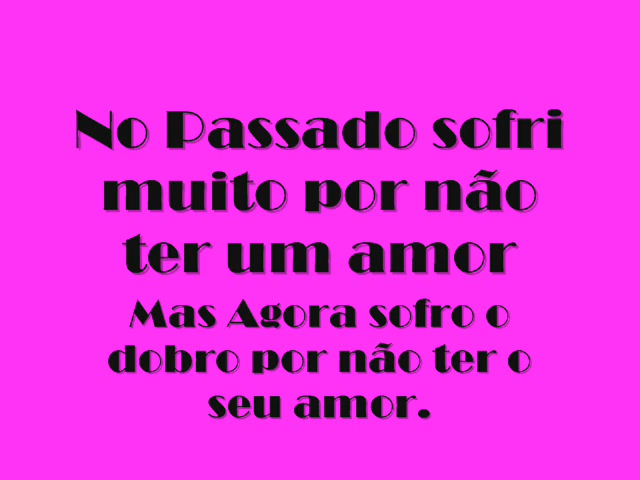 No Passado sofri
muito por não
ter um amor
Mas Agora sofro o
dobro por não ter o
seu amor.